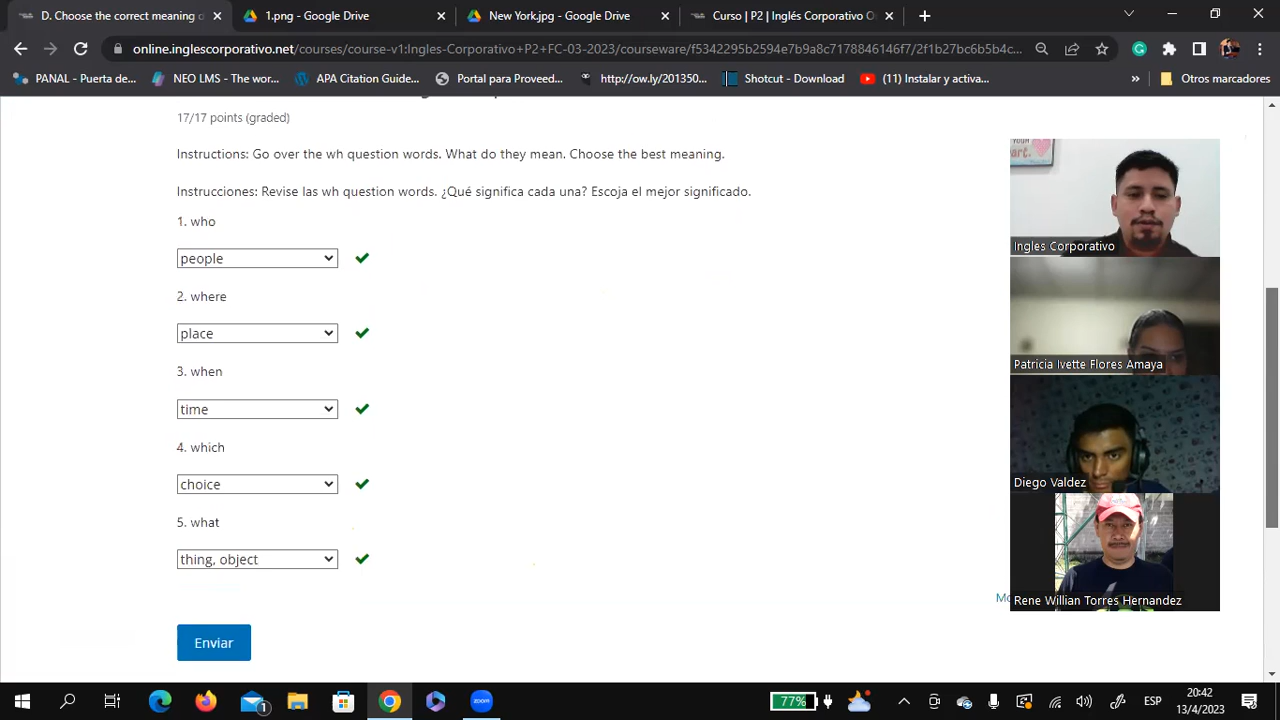 D. Choose the correct meaning d
1.png - Google Drive
New York.jpg - Google Drive
Curso | P2 | Inglés Corporativo O
online.inglescorporativo.net/courses/course-v1:Ingles-Corporativo+P2+FC-03-2023/courseware/f5342295b2594e7b9a8c7178846146f7/2f1b27bc6b5b4c...
PANAL - Puerta de...
NEO LMS - The wor...
APA Citation Guide...
Portal para Proveed...
http://ow.ly/201350...
Shotcut - Download
(11) Instalar y activa...
»
Otros marcadores
17/17 points (graded)
Instructions: Go over the wh question words. What do they mean. Choose the best meaning.
Instrucciones: Revise las wh question words. ¿Qué significa cada una? Escoja el mejor significado.
1. who
people
2. where
place
3. when
time
4. which
choice
5. what
thing, object
Enviar
art.
Ingles Corporativo
Patricia Ivette Flores Amaya
Diego Valdez
Rene Willian Torres Hernandez
1
zoom
77%
ESP
20:42
13/4/2023